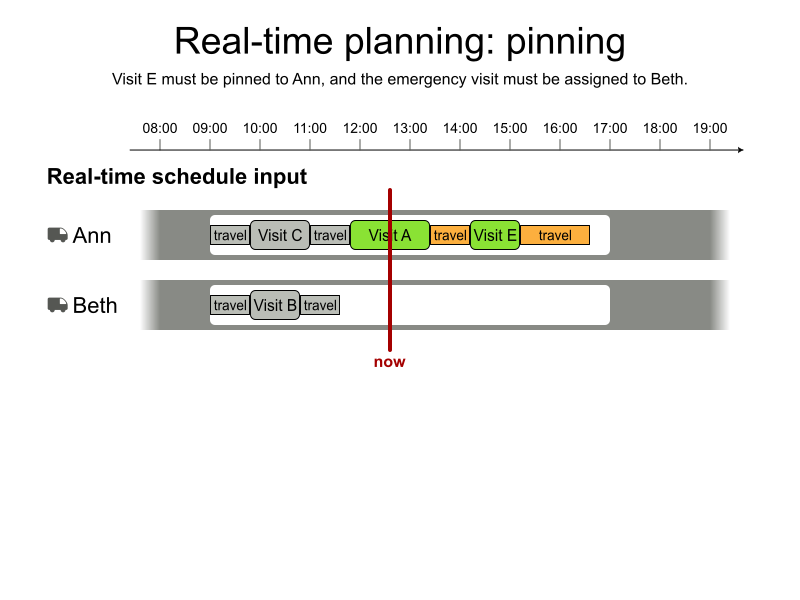 Real-time planning: pinning
Visit E must be pinned to Ann, and the emergency visit must be assigned to Beth.
08:00 09:00 10:00 11:00 12:00 13:00 14:00 15:00 16:00 17:00 18:00 19:00
Real-time schedule input
Ann travel Visit C travel Visit A travel Visit E travel
Beth travel Visit B travel
now